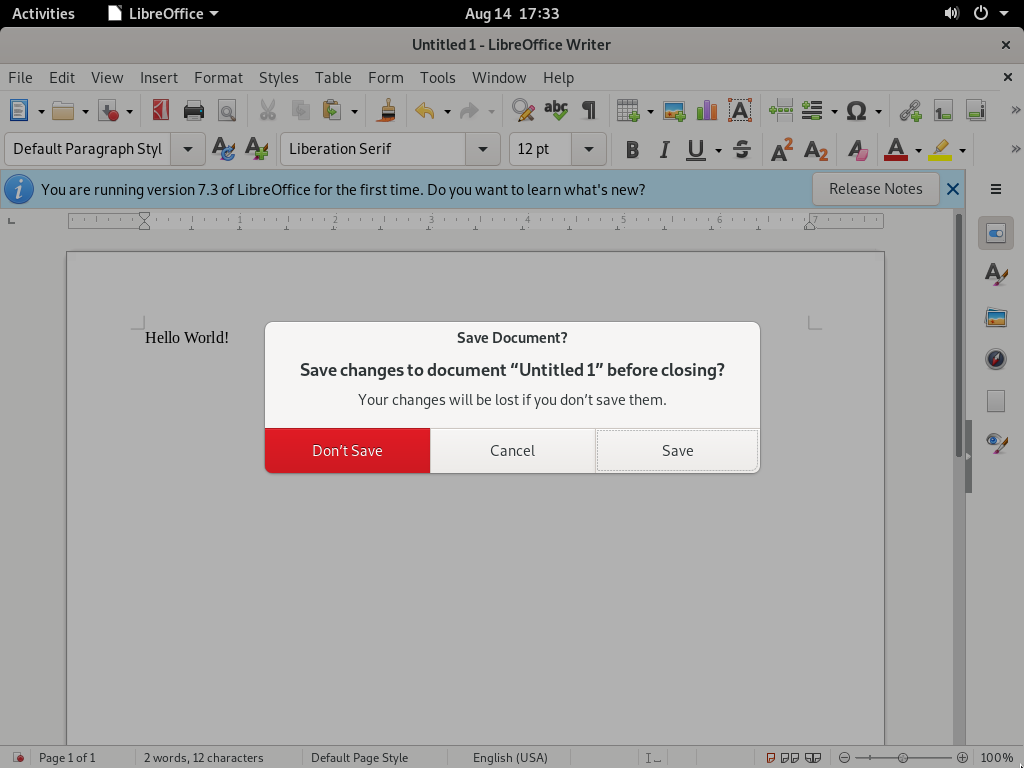 Activities LibreOffice Aug 14 17:33
Untitled 1 - LibreOffice Writer
File Edit View Insert Format Styles Table Form Tools Window Help
Default Paragraph Styl Liberation Serif 12 pt
You are running version 7.3 of LibreOffice for the first time. Do you want to learn what's new? Release Notes
1 2 3 4 5 6 7
Hello World!
Save Document?
Save changes to document “Untitled 1” before closing?
Your changes will be lost if you don’t save them.
Don’t Save Cancel Save
Page 1 of 1 2 words, 12 characters Default Page Style English (USA) 100%